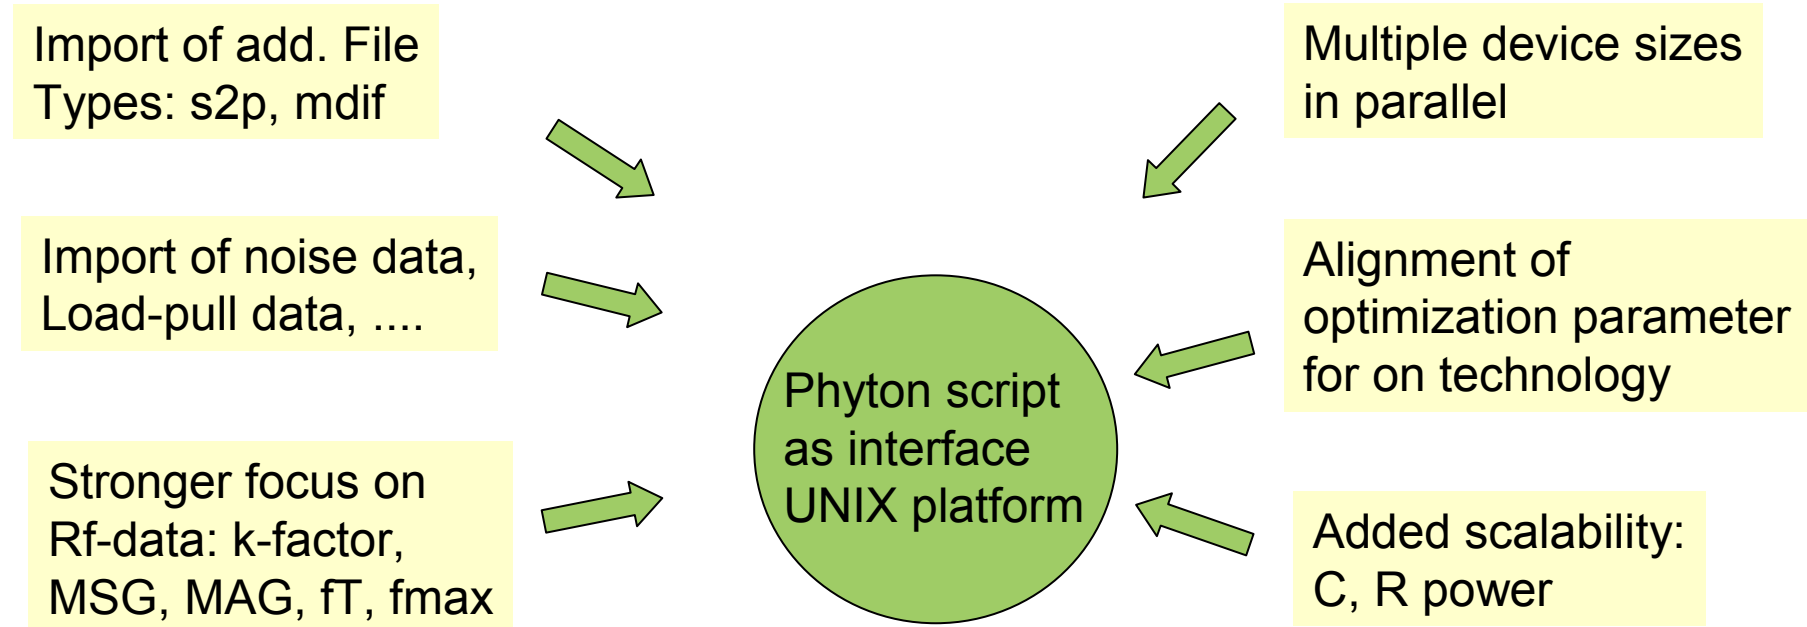 Import of add. File
Types: s2p, mdif
Import of noise data,
Load-pull data, ....
Stronger focus on
Rf-data: k-factor,
MSG, MAG, fT, fmax
Phyton script
as interface
UNIX platform
Multiple device sizes
in parallel
Alignment of
optimization parameter
for on technology
Added scalability:
C, R power